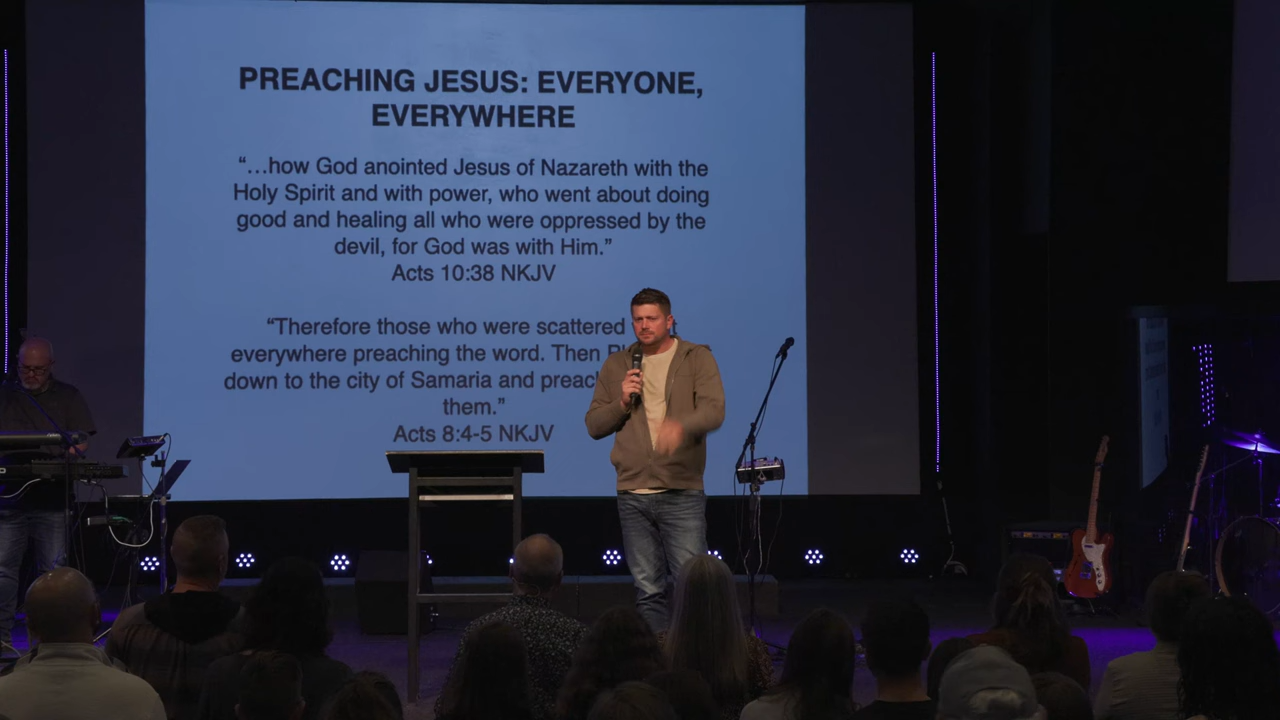 PREACHING JESUS: EVERYONE,
EVERYWHERE
“…how God anointed Jesus of Nazareth with the
Holy Spirit and with power, who went about doing
good and healing all who were oppressed by the
devil, for God was with Him.”
Acts 10:38 NKJV
“Therefore those who were scattered
everywhere preaching the word. Then
down to the city of Samaria and
them.”
Acts 8:4-5 NKJV